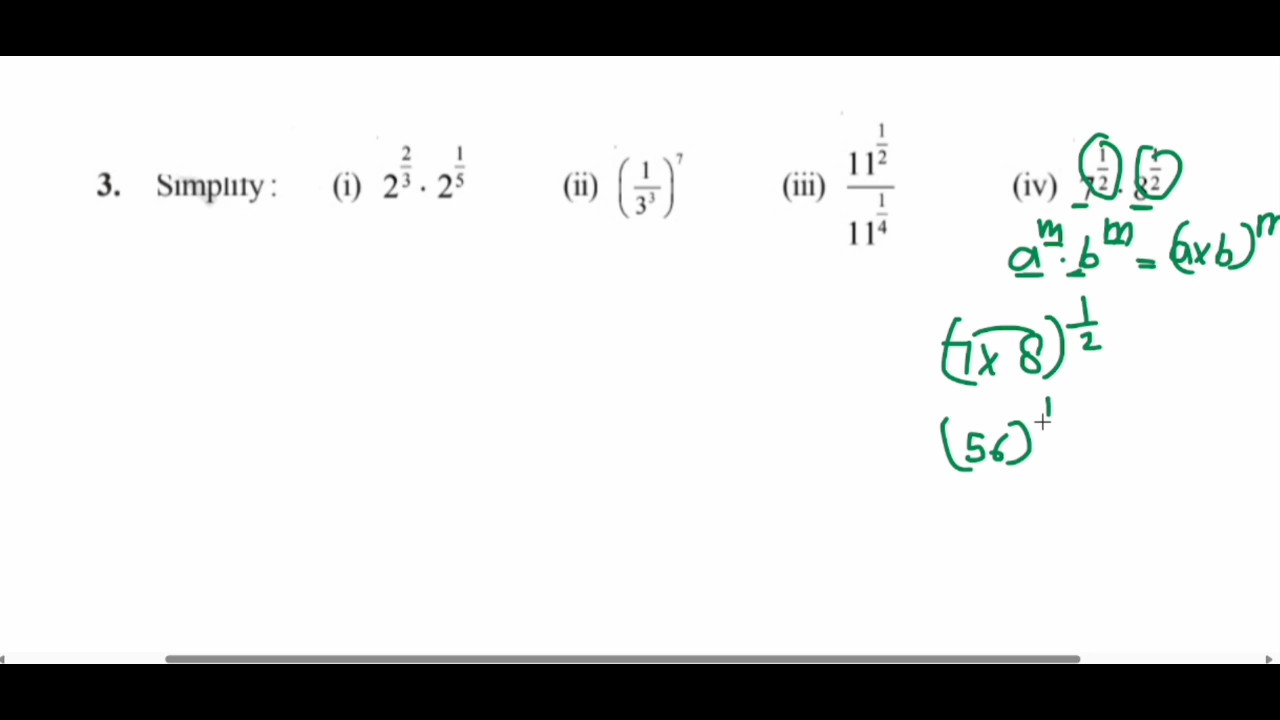 3. Simplify : (i) 2^{2/3} · 2^{1/5} (ii) (1/3^3)^7 (iii) 11^{1/2}/11^{1/4} (iv) 7^{1/2} · 8^{1/2}
a^m · b^m = (a×b)^m
(7×8)^{1/2}
(56)^1